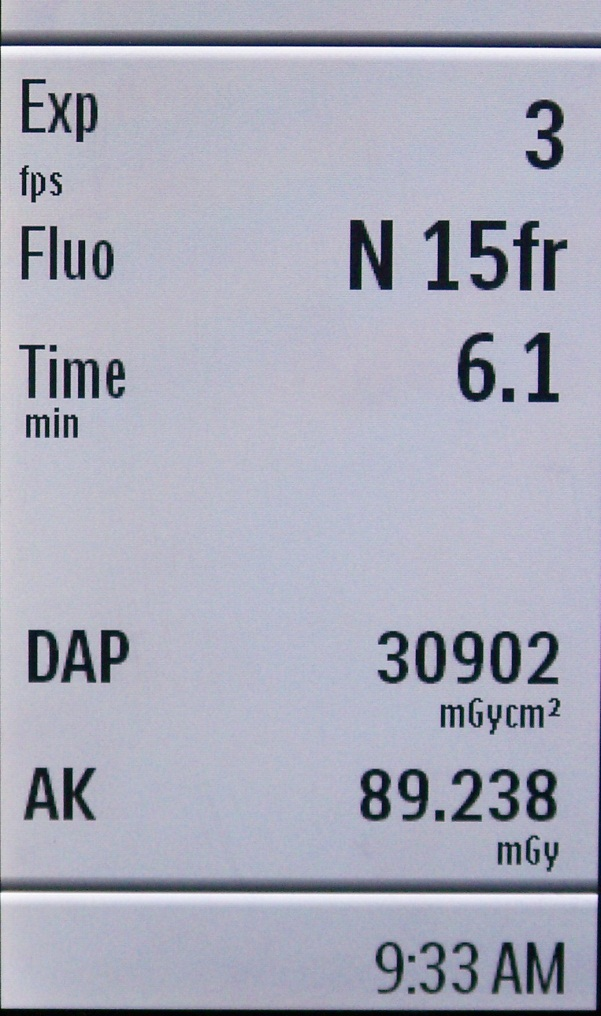 Exp 3
fps
Fluo N 15fr
Time 6.1
min
DAP 30902
mGycm²
AK 89.238
mGy
9:33 AM